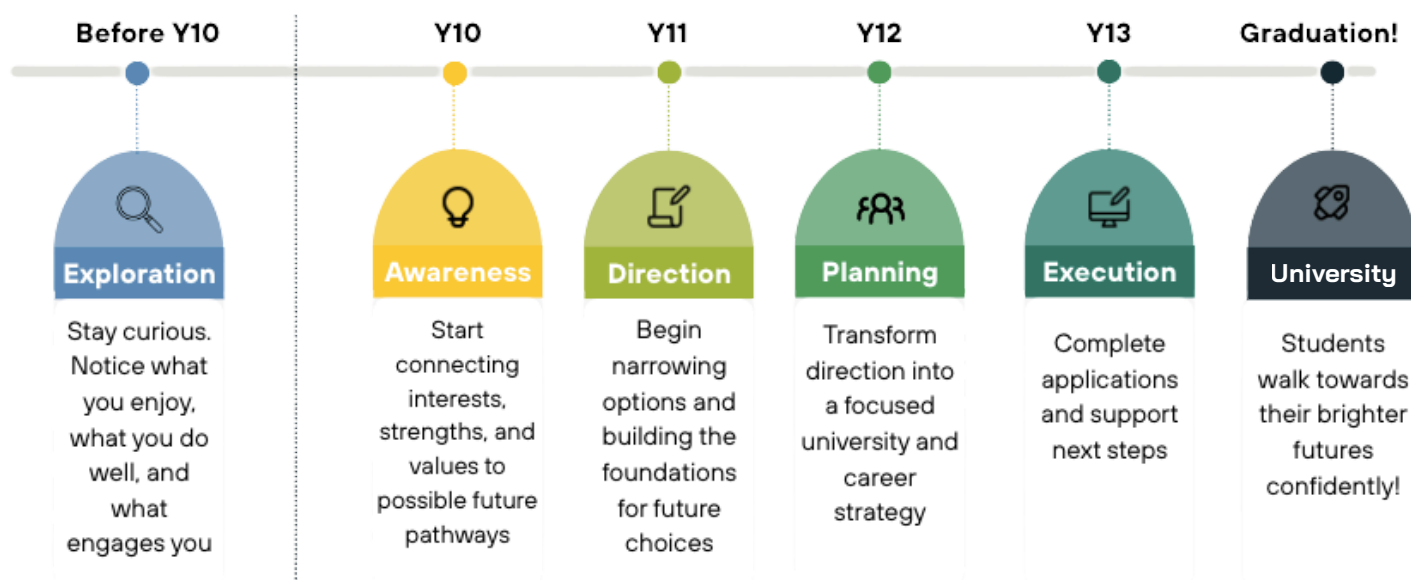 Before Y10
Y10
Y11
Y12
Y13
Graduation!
Exploration
Stay curious.
Notice what
you enjoy,
what you do
well, and
what
engages you
Awareness
Start
connecting
interests,
strengths, and
values to
possible future
pathways
Direction
Begin
narrowing
options and
building the
foundations
for future
choices
Planning
Transform
direction into
a focused
university and
career
strategy
Execution
Complete
applications
and support
next steps
University
Students
walk towards
their brighter
futures
confidently!